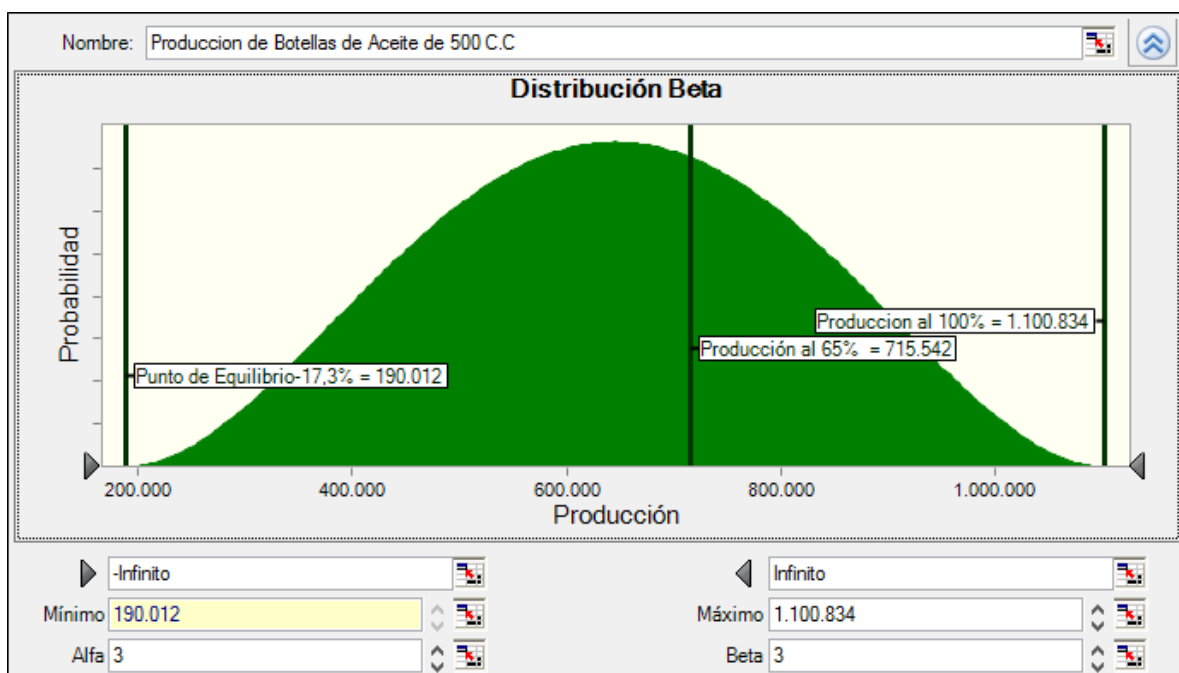 Nombre: Produccion de Botellas de Aceite de 500 C.C
Distribución Beta
Probabilidad
Produccion al 100% = 1.100.834
Producción al 65% = 715.542
Punto de Equilibrio-17,3% = 190.012
200.000 400.000 600.000 800.000 1.000.000
Producción
-Infinito Infinito
Mínimo 190.012 Máximo 1.100.834
Alfa 3 Beta 3